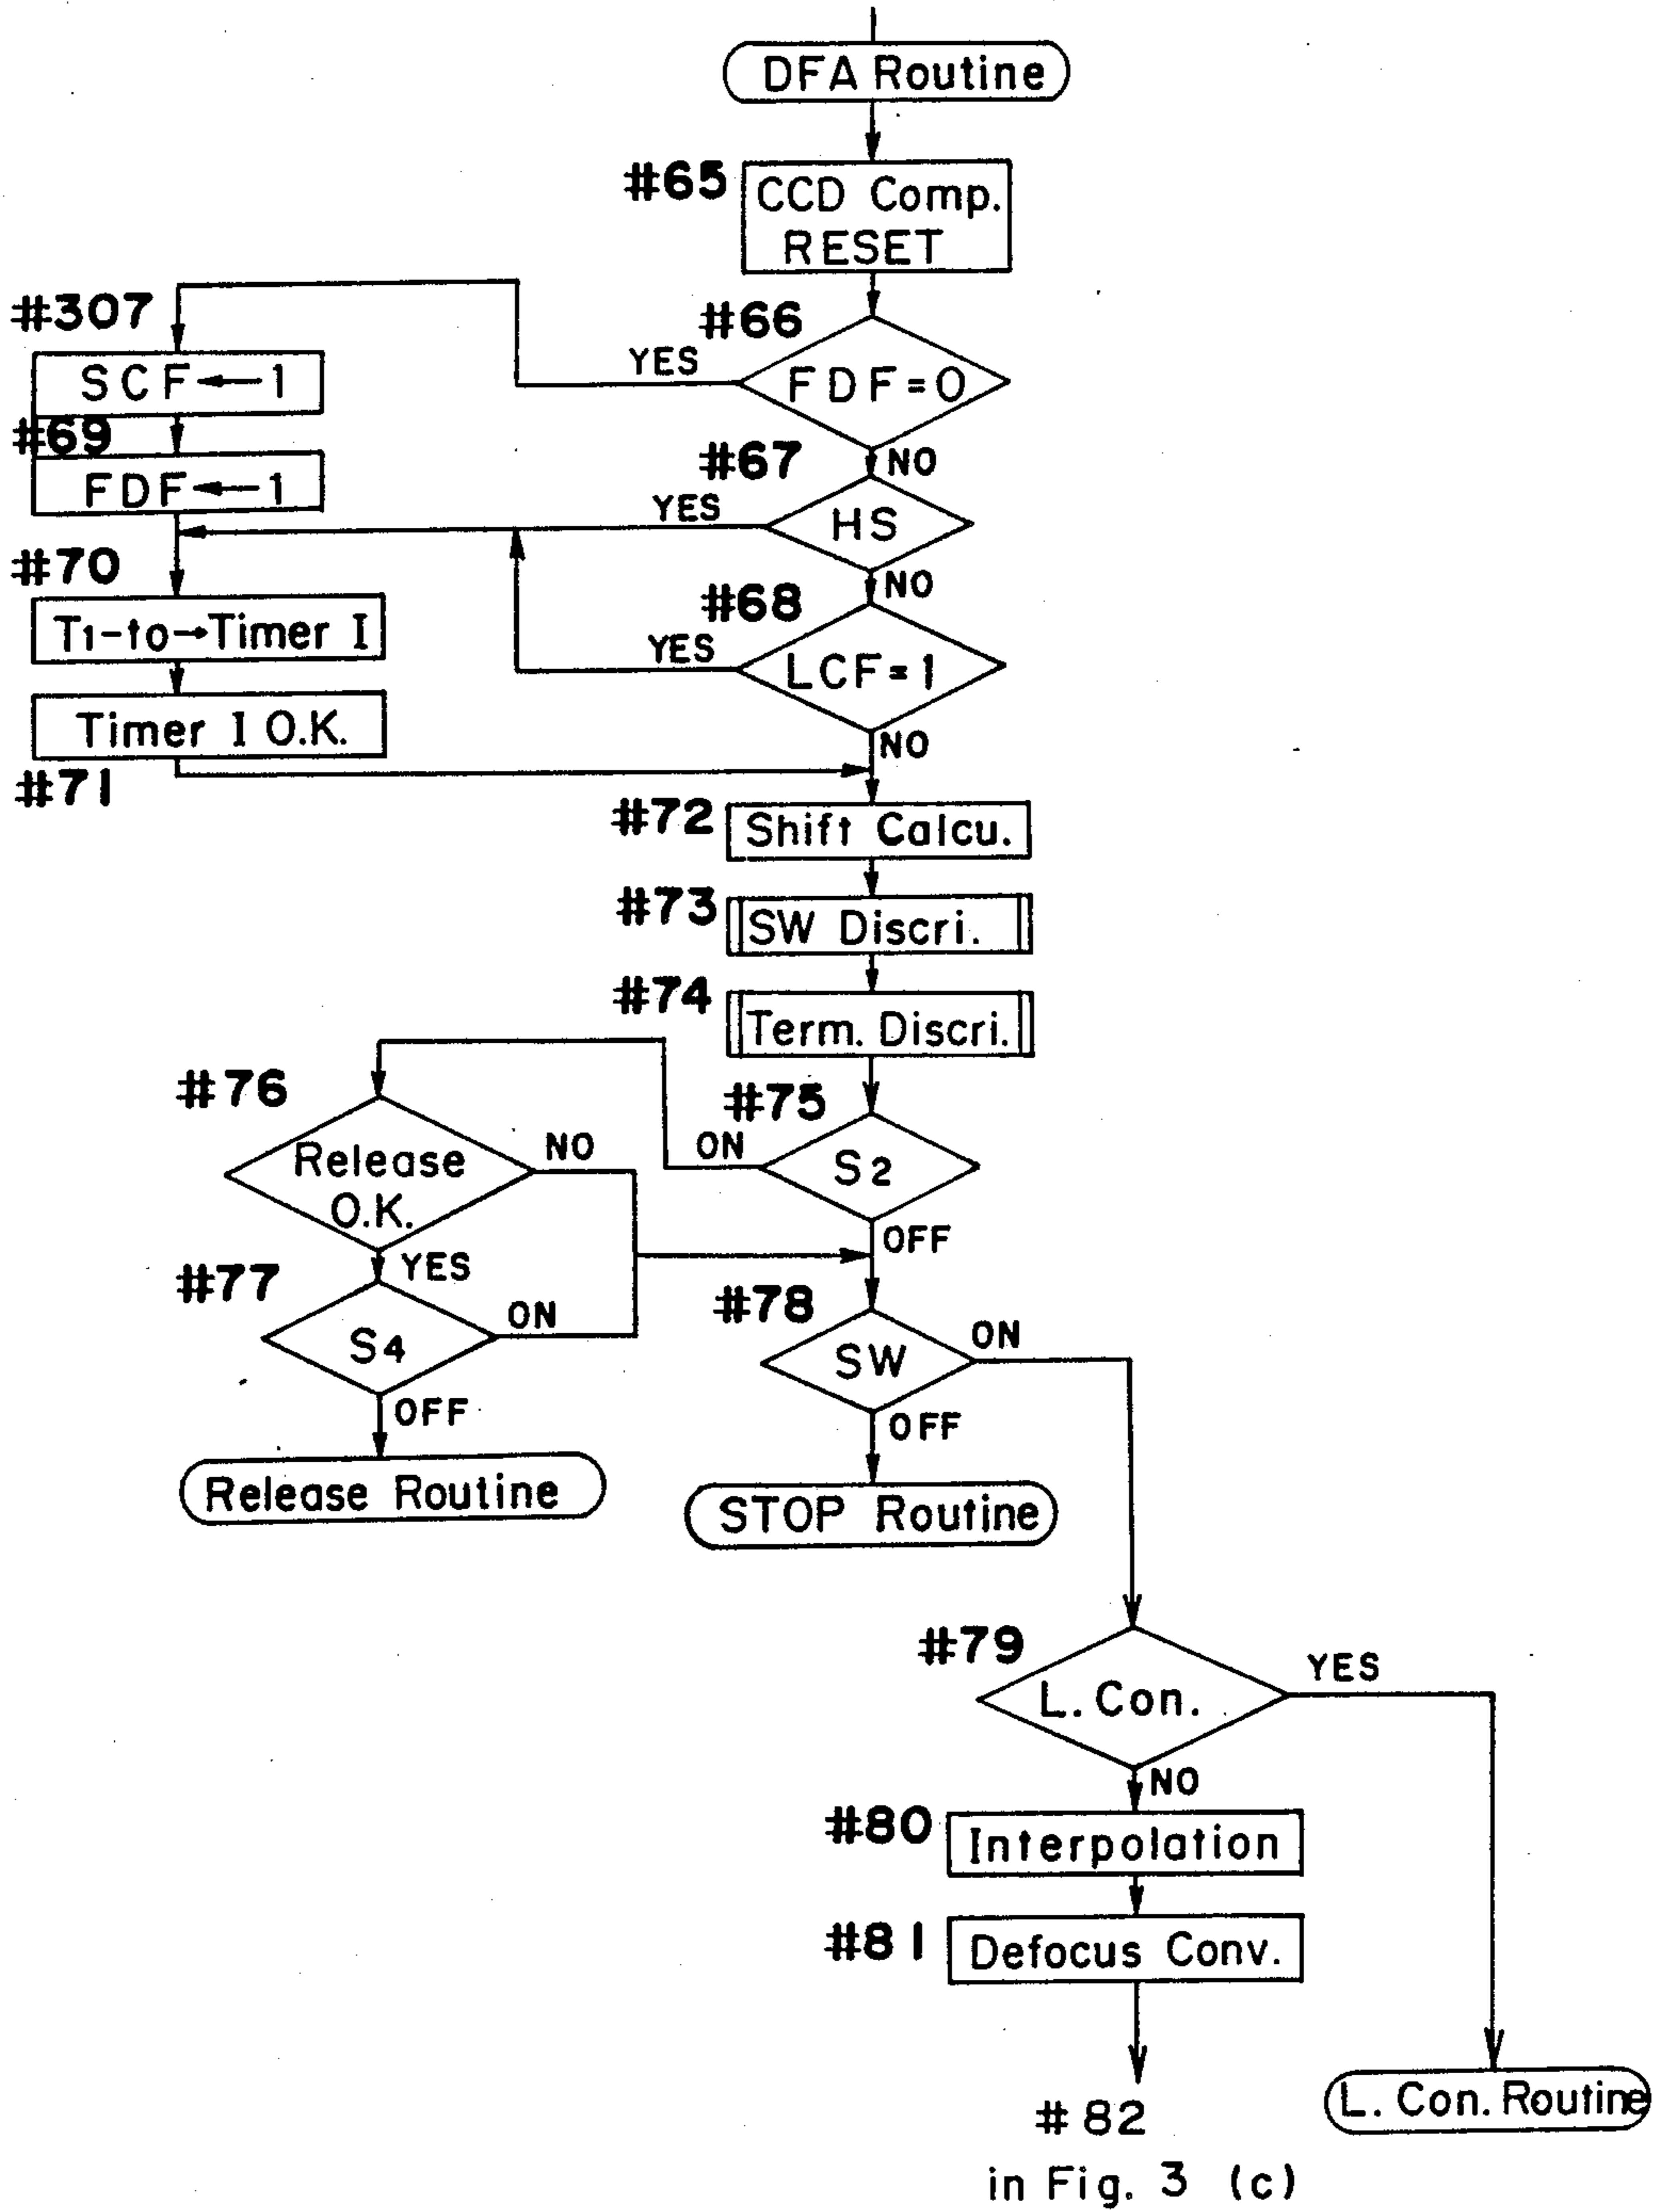 DFA Routine
#65
CCD Comp.
RESET
#307
#66
YES
FDF=0
SCF←1
#69
#67
NO
FDF←1
YES
HS
#70
#68
NO
T1-to→Timer I
YES
LCF=1
Timer I O.K.
NO
#71
#72
Shift Calcu.
#73
SW Discri.
#74
Term. Discri.
#76
#75
NO
ON
S2
Release
O.K.
OFF
YES
#77
#78
ON
ON
S4
SW
OFF
OFF
Release Routine
STOP Routine
#79
YES
L. Con.
NO
#80
Interpolation
#81
Defocus Conv.
L. Con. Routine
#82
in Fig. 3 (c)